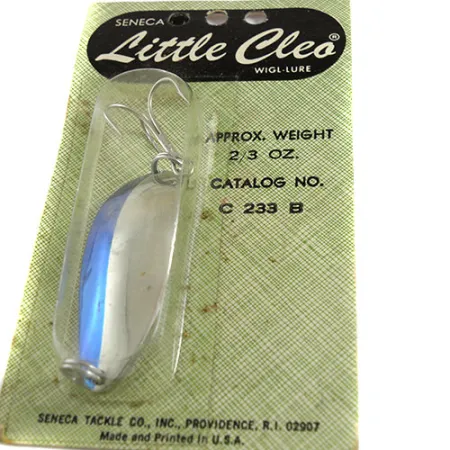 SENECA
Little Cleo®
WIGL-LURE
APPROX. WEIGHT
2/3 OZ.
CATALOG NO.
C 233 B
SENECA TACKLE CO., INC., PROVIDENCE, R.I. 02907
Made and Printed in U.S.A.